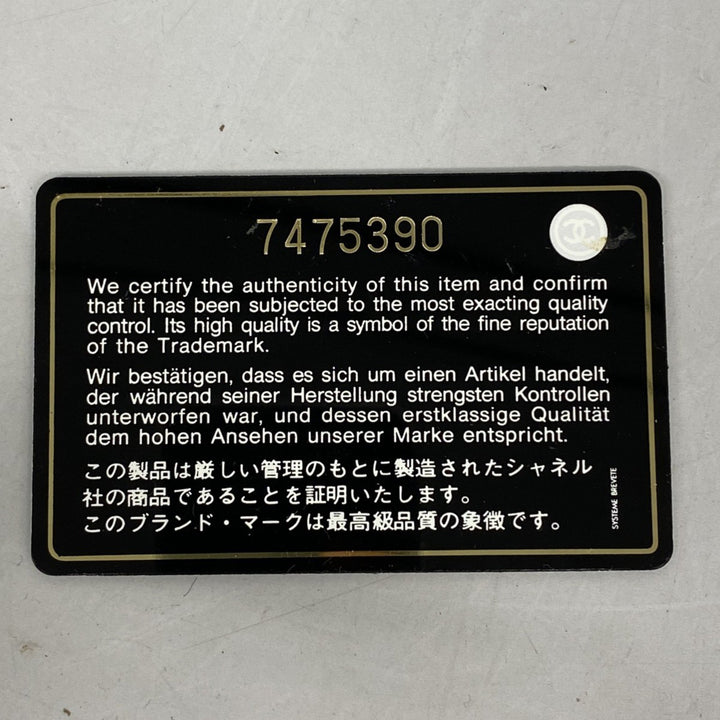 7475390
We certify the authenticity of this item and confirm
that it has been subjected to the most exacting quality
control. Its high quality is a symbol of the fine reputation
of the Trademark.
Wir bestätigen, dass es sich um einen Artikel handelt,
der während seiner Herstellung strengsten Kontrollen
unterworfen war, und dessen erstklassige Qualität
dem hohen Ansehen unserer Marke entspricht.
この製品は厳しい管理のもとに製造されたシャネル
社の商品であることを証明いたします。
このブランド・マークは最高級品質の象徴です。
SYSTEME BREVETE